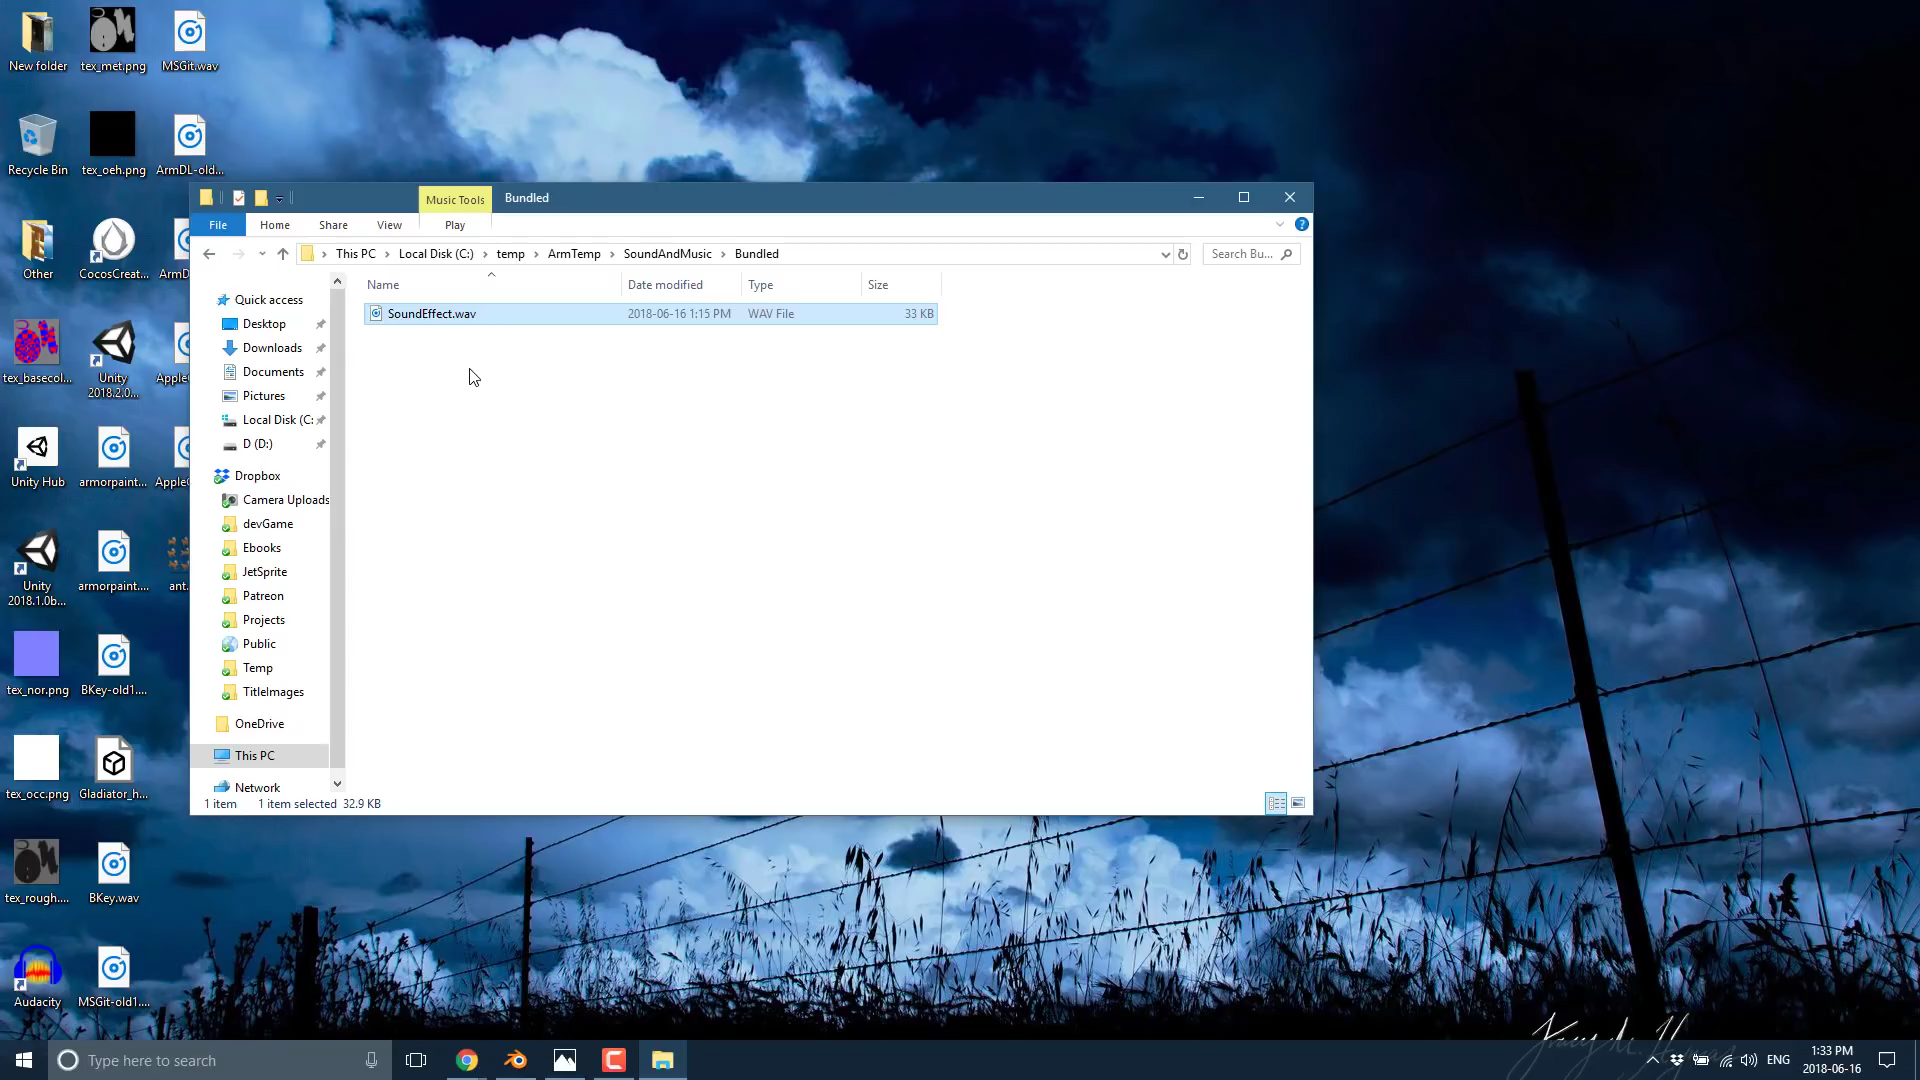 New folder
tex_met.png
MSGit.wav
Recycle Bin
tex_oeh.png
ArmDL-old...
Other
CocosCreat...
ArmD
tex_basecol...
Unity
2018.2.0...
Apple
Unity Hub
armorpaint...
Apple
Unity
2018.1.0b...
armorpaint....
ant.
tex_nor.png
BKey-old1....
tex_occ.png
Gladiator_h...
tex_rough....
BKey.wav
Audacity
MSGit-old1....
Music Tools
Bundled
File
Home
Share
View
Play
This PC
Local Disk (C:)
temp
ArmTemp
SoundAndMusic
Bundled
Search Bu...
Name
Date modified
Type
Size
SoundEffect.wav
2018-06-16 1:15 PM
WAV File
33 KB
Quick access
Desktop
Downloads
Documents
Pictures
Local Disk (C:
D (D:)
Dropbox
Camera Uploads
devGame
Ebooks
JetSprite
Patreon
Projects
Public
Temp
TitleImages
OneDrive
This PC
Network
1 item
1 item selected 32.9 KB
Type here to search
ENG
1:33 PM
2018-06-16